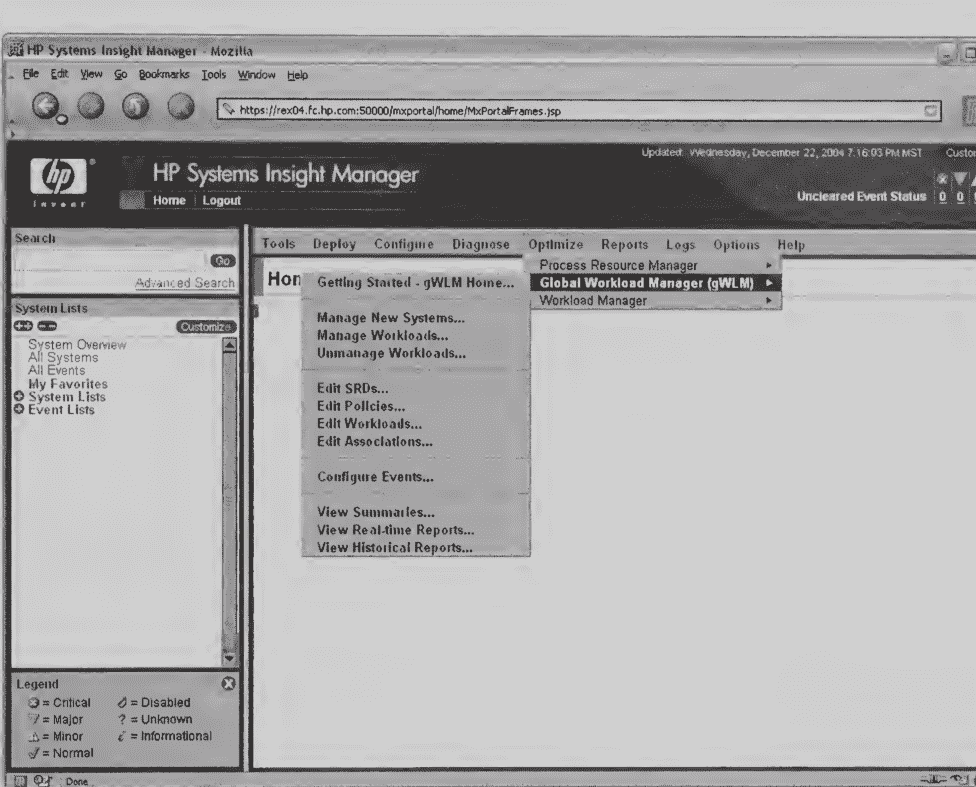 HP Systems Insight Manager - Mozilla
File Edit View Go Bookmarks Tools Window Help
https://rex04.fc.hp.com:50000/mxportal/home/MxPortalFrames.jsp
Updated: Wednesday, December 22, 2004 7:16:03 PM MST
hp
invent
HP Systems Insight Manager
Home Logout
Uncleared Event Status 0 0
Search
Go
Advanced Search
System Lists
Customize
System Overview
All Systems
All Events
My Favorites
System Lists
Event Lists
Legend
= Critical = Disabled
= Major ? = Unknown
= Minor i = Informational
= Normal
Tools Deploy Configure Diagnose Optimize Reports Logs Options Help
Process Resource Manager
Global Workload Manager (gWLM)
Workload Manager
Getting Started - gWLM Home...
Manage New Systems...
Manage Workloads...
Unmanage Workloads...
Edit SRDs...
Edit Policies...
Edit Workloads...
Edit Associations...
Configure Events...
View Summaries...
View Real-time Reports...
View Historical Reports...
Done